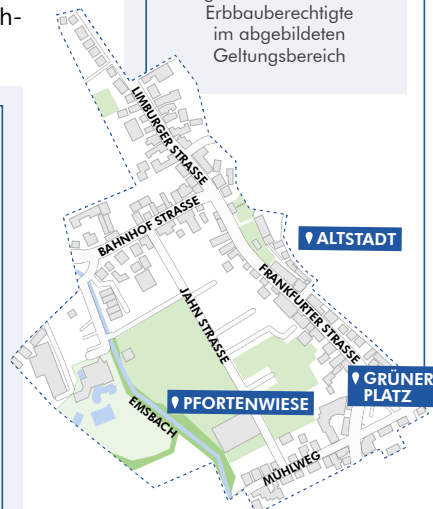 h-
Erbbauberechtigte
im abgebildeten
Geltungsbereich
LIMBURGER STRASSE
BAHNHOF STRASSE
ALTSTADT
FRANKFURTER STRASSE
JAHN STRASSE
GRÜNER
PLATZ
PFORTENWIESE
EMSBACH
MÜHLWEG